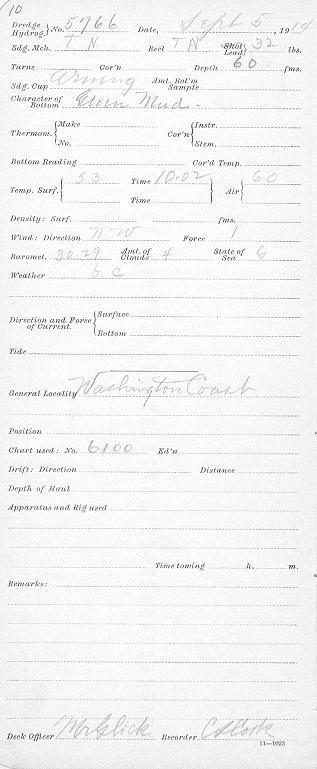 10
Dredge Hydrog. } No. 5766 Date, Sept 5, 1914
Sdg. Mch. T N Reel T N Shot Lead 32 lbs.
Turns Cor'n Depth 60 fms.
Sdg. Cup Arming Amt. Bot'm Sample
Character of Bottom Green Mud -
Thermom. { Make No. Cor'n { Instr. Stem.
Bottom Reading Cor'd Temp.
Temp. Surf. { 53 Time 10.02 Time } Air { 60
Density: Surf. fms.
Wind: Direction N-W Force 1
Baromet. 30.29 Amt. of Clouds 4 State of Sea
Weather b c
Direction and Force of Current. { Surface Bottom
Tide
General Locality Washington Coast
Position
Chart used: No. 6100 Ed'n
Drift: Direction Distance
Depth of Haul
Apparatus and Rig used
Time towing h. m.
Remarks:
Deck Officer Recorder
11—1023